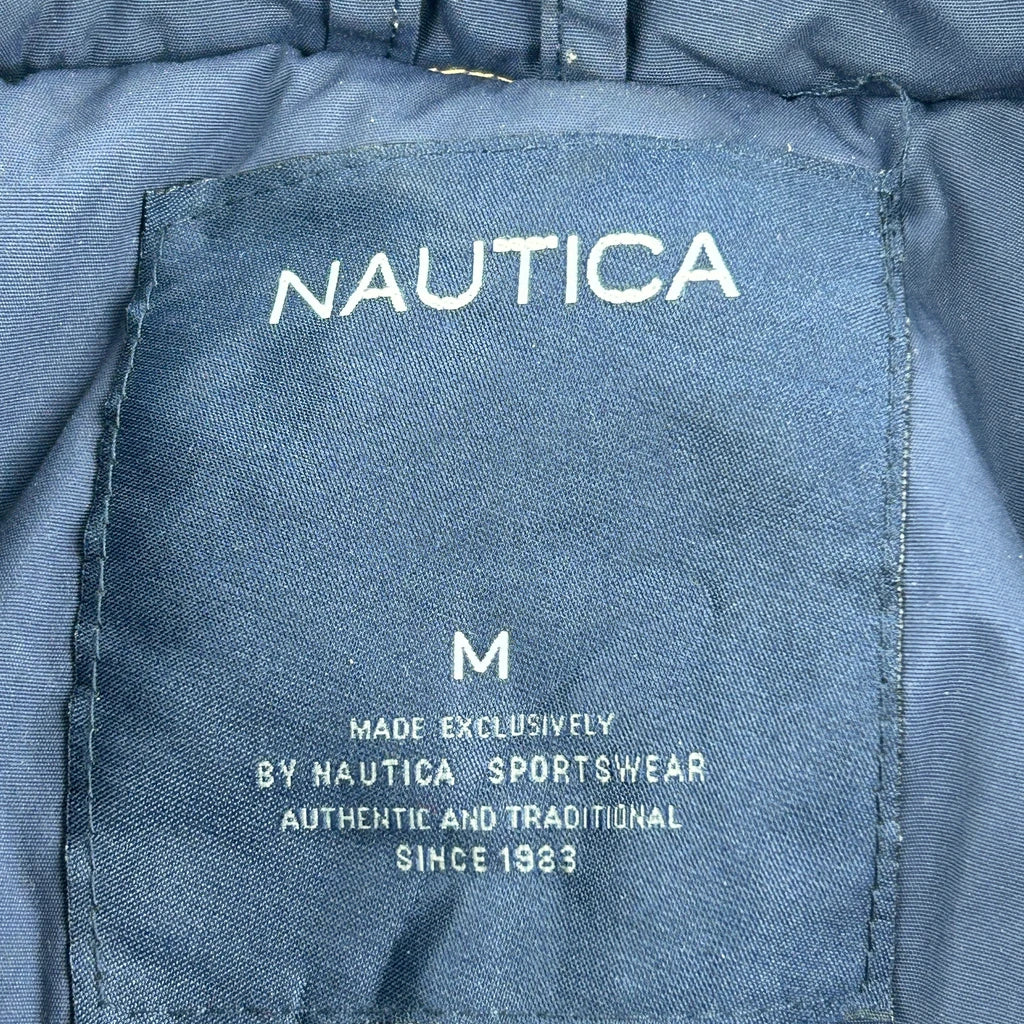 NAUTICA
M
MADE EXCLUSIVELY
BY NAUTICA SPORTSWEAR
AUTHENTIC AND TRADITIONAL
SINCE 1983